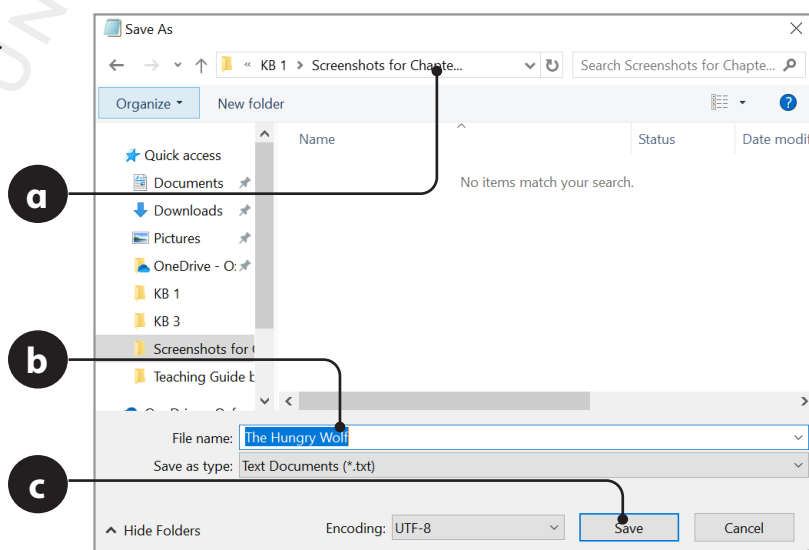 UN
Save As
« KB 1 > Screenshots for Chapte... Search Screenshots for Chapte...
Organize New folder ?
Name Status Date modif
Quick access
a Documents No items match your search.
Downloads
Pictures
OneDrive - O
KB 1
KB 3
Screenshots for
b Teaching Guide b
File name: The Hungry Wolf
Save as type: Text Documents (*.txt)
c
Hide Folders Encoding: UTF-8 Save Cancel